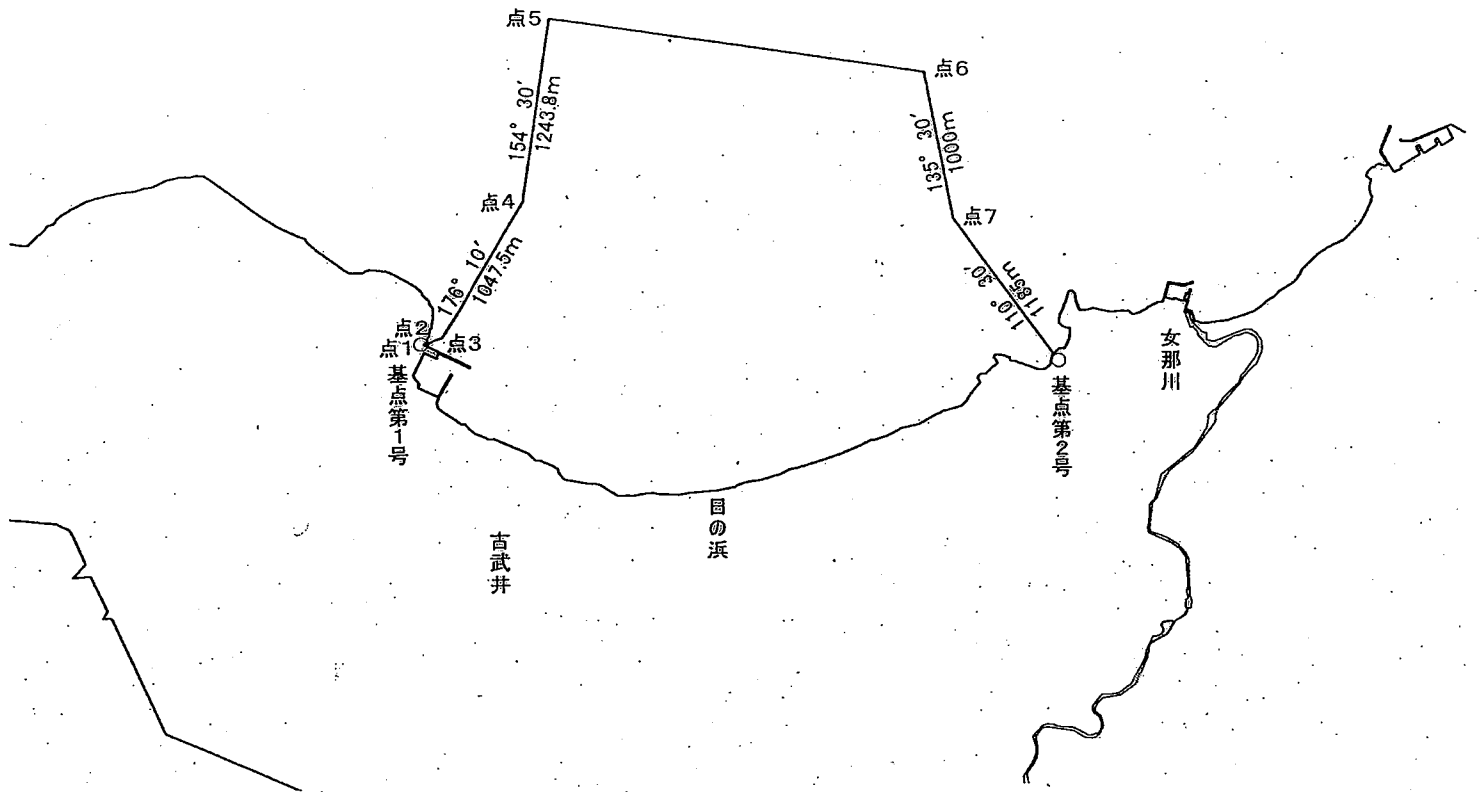 点5
点6
154° 30′
1243.8m
135° 30′
1000m
点4
点7
176° 10′
1047.5m
110° 30′
1185m
点2
点1
点3
基点第1号
基点第2号
女那川
日の浜
古武井